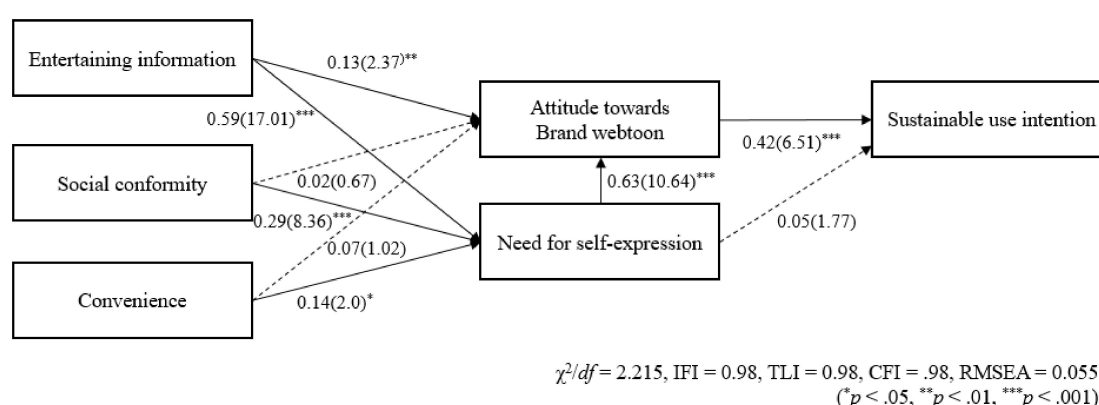 Entertaining information
0.13(2.37)**
0.59(17.01)***
Attitude towards
Brand webtoon
Sustainable use intention
0.42(6.51)***
Social conformity
0.02(0.67)
0.63(10.64)***
0.29(8.36)***
0.05(1.77)
Need for self-expression
0.07(1.02)
Convenience
0.14(2.0)*
χ²/df = 2.215, IFI = 0.98, TLI = 0.98, CFI = .98, RMSEA = 0.055
(*p < .05, **p < .01, ***p < .001)